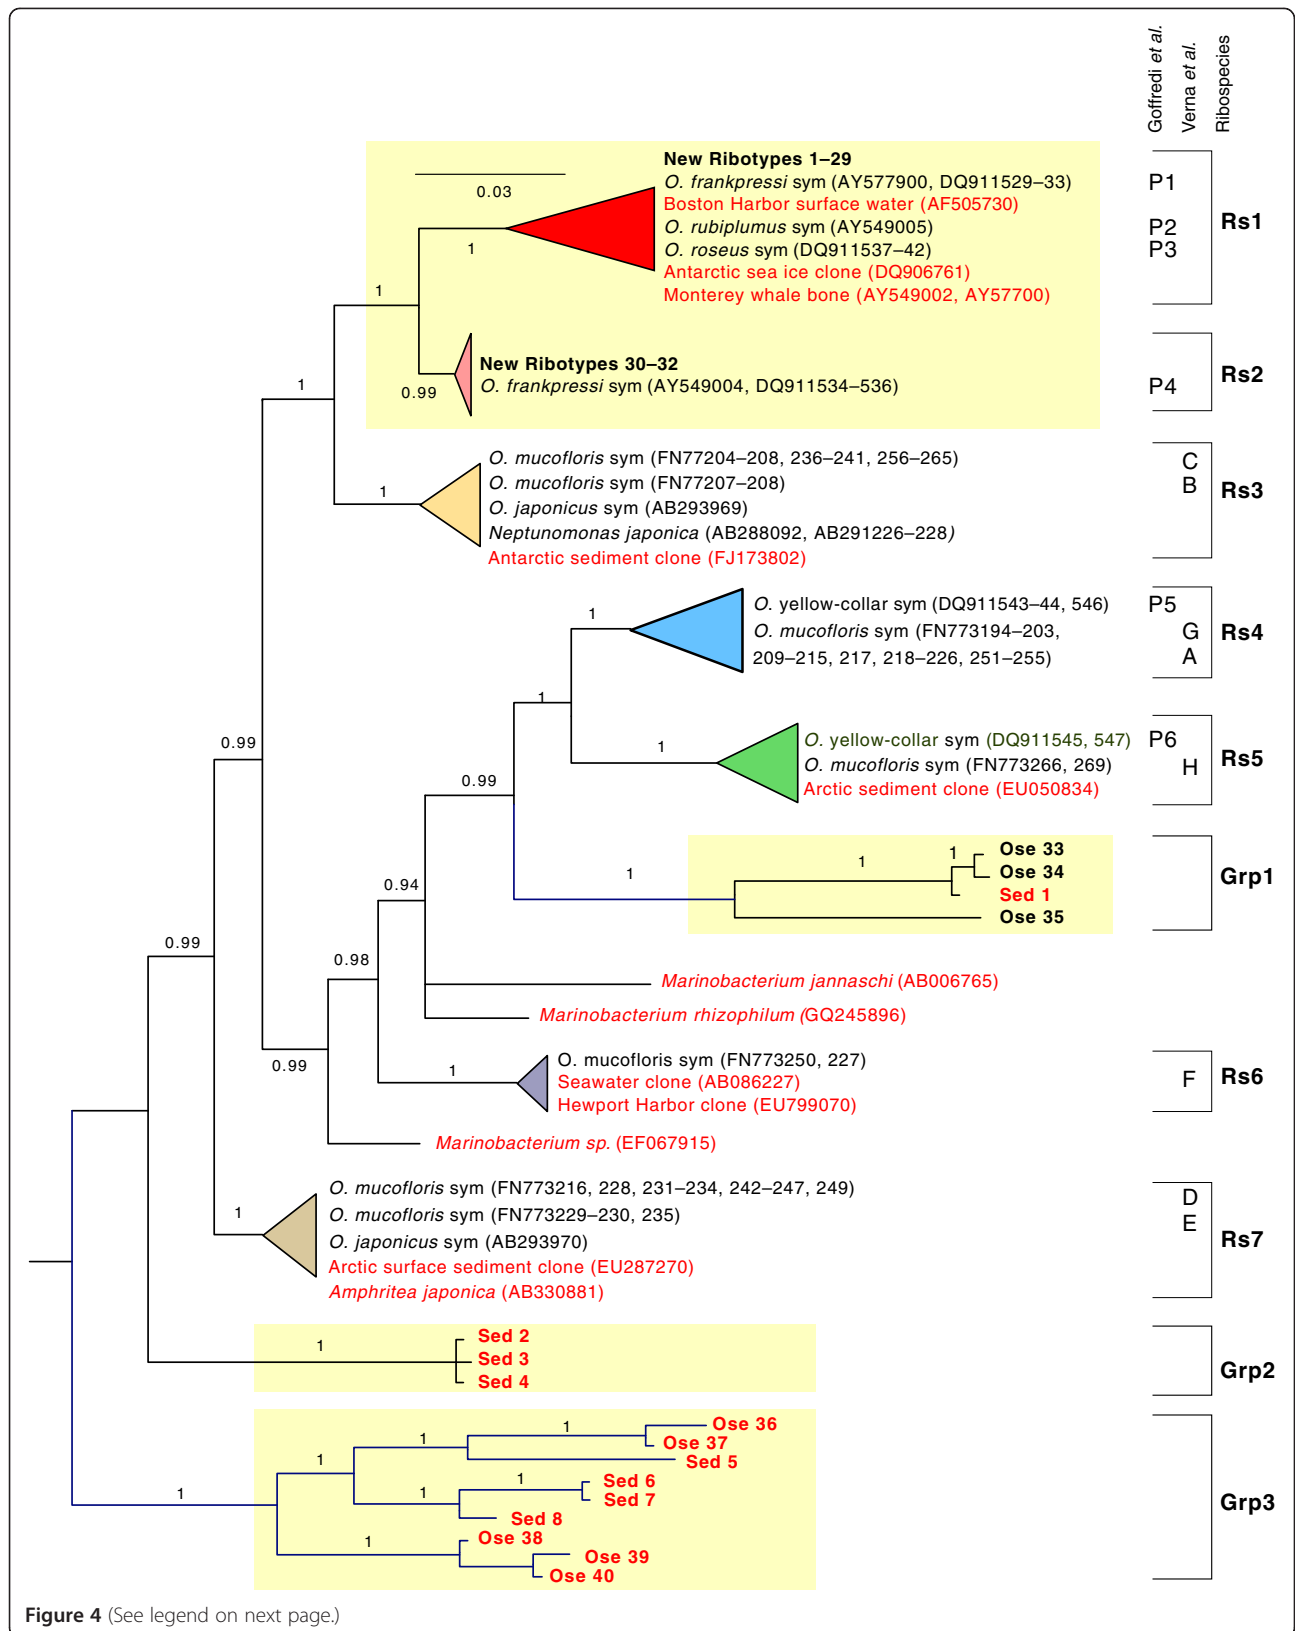 Goffredi et al.
Verna et al.
Ribospecies
New Ribotypes 1–29
0.03
O. frankpressi sym (AY577900, DQ911529–33)
P1
Boston Harbor surface water (AF505730)
O. rubiplumus sym (AY549005)
P2
Rs1
1
O. roseus sym (DQ911537–42)
P3
Antarctic sea ice clone (DQ906761)
1
Monterey whale bone (AY549002, AY57700)
New Ribotypes 30–32
Rs2
1
0.99
O. frankpressi sym (AY549004, DQ911534–536)
P4
O. mucofloris sym (FN77204–208, 236–241, 256–265)
C
1
O. mucofloris sym (FN77207–208)
B
Rs3
O. japonicus sym (AB293969)
Neptunomonas japonica (AB288092, AB291226–228)
Antarctic sediment clone (FJ173802)
1
O. yellow-collar sym (DQ911543–44, 546)
P5
O. mucofloris sym (FN773194–203,
G
Rs4
209–215, 217, 218–226, 251–255)
A
1
0.99
1
O. yellow-collar sym (DQ911545, 547)
P6
O. mucofloris sym (FN773266, 269)
H
Rs5
0.99
Arctic sediment clone (EU050834)
1
1
1
Ose 33
Ose 34
Grp1
0.94
Sed 1
Ose 35
0.99
0.98
Marinobacterium jannaschi (AB006765)
Marinobacterium rhizophilum (GQ245896)
0.99
1
O. mucofloris sym (FN773250, 227)
Seawater clone (AB086227)
F
Rs6
Hewport Harbor clone (EU799070)
Marinobacterium sp. (EF067915)
1
O. mucofloris sym (FN773216, 228, 231–234, 242–247, 249)
D
O. mucofloris sym (FN773229–230, 235)
E
O. japonicus sym (AB293970)
Rs7
Arctic surface sediment clone (EU287270)
Amphritea japonica (AB330881)
1
Sed 2
Sed 3
Grp2
Sed 4
1
1
Ose 36
1
Ose 37
1
Sed 5
1
1
Sed 6
1
Sed 7
Grp3
Sed 8
1
Ose 38
Ose 39
Ose 40
Figure 4 (See legend on next page.)